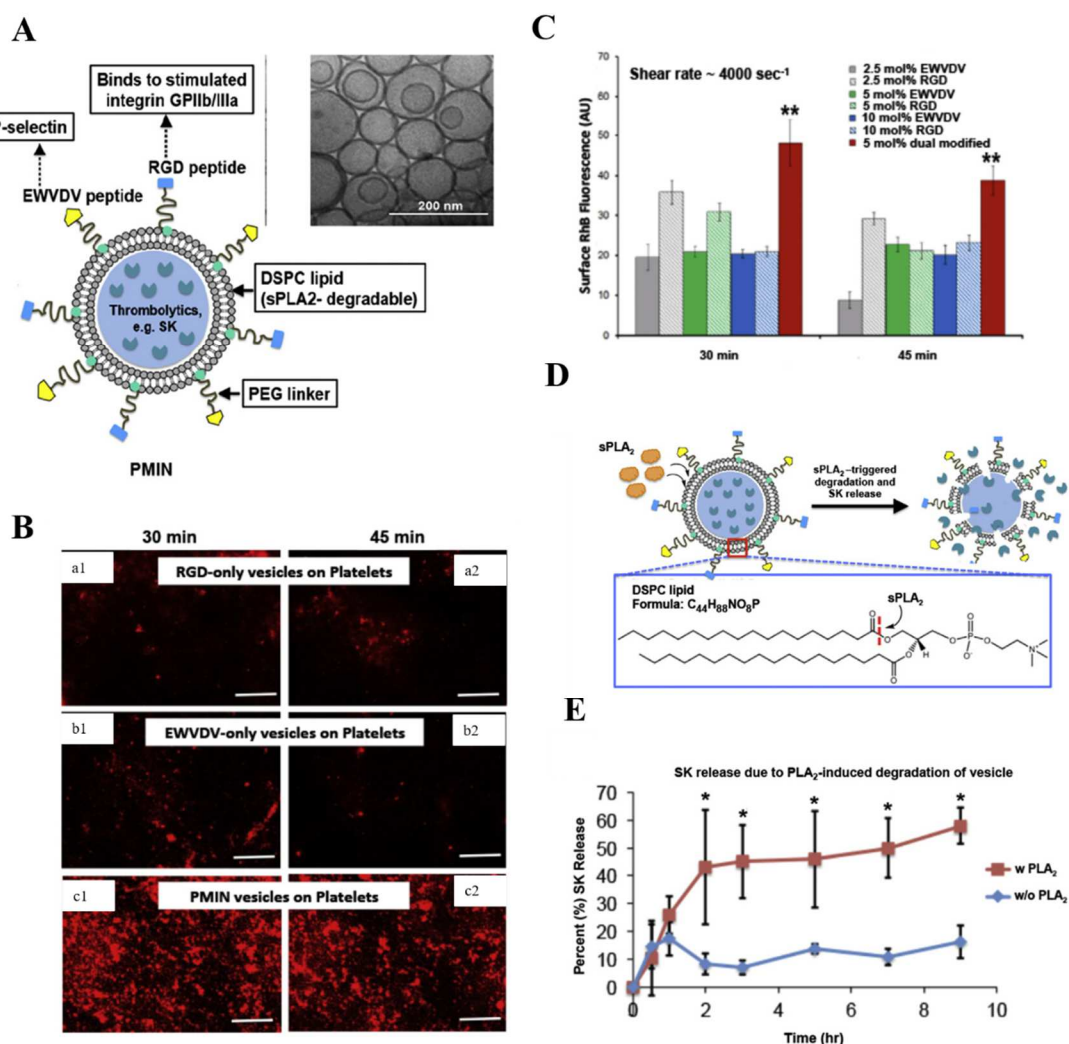 A
Binds to stimulated
integrin GPIIb/IIIa
P-selectin
RGD peptide
EWVDV peptide
200 nm
DSPC lipid
(sPLA2- degradable)
Thrombolytics,
e.g. SK
PEG linker
PMIN
B
30 min
45 min
a1
RGD-only vesicles on Platelets
a2
b1
EWVDV-only vesicles on Platelets
b2
c1
PMIN vesicles on Platelets
c2
C
Shear rate ~ 4000 sec⁻¹
2.5 mol% EWVDV
2.5 mol% RGD
5 mol% EWVDV
5 mol% RGD
10 mol% EWVDV
10 mol% RGD
5 mol% dual modified
Surface RhB Fluorescence (AU)
70
60
50
40
30
20
10
0
**
**
30 min
45 min
D
sPLA₂
sPLA₂–triggered
degradation and
SK release
DSPC lipid
Formula: C₄₄H₈₈NO₈P
sPLA₂
O
O
O
O
H
O
P
O
O⁻
O
N⁺
E
SK release due to PLA₂-induced degradation of vesicle
Percent (%) SK Release
70
60
50
40
30
20
10
0
* * * * *
w PLA₂
w/o PLA₂
0 2 4 6 8 10
Time (hr)